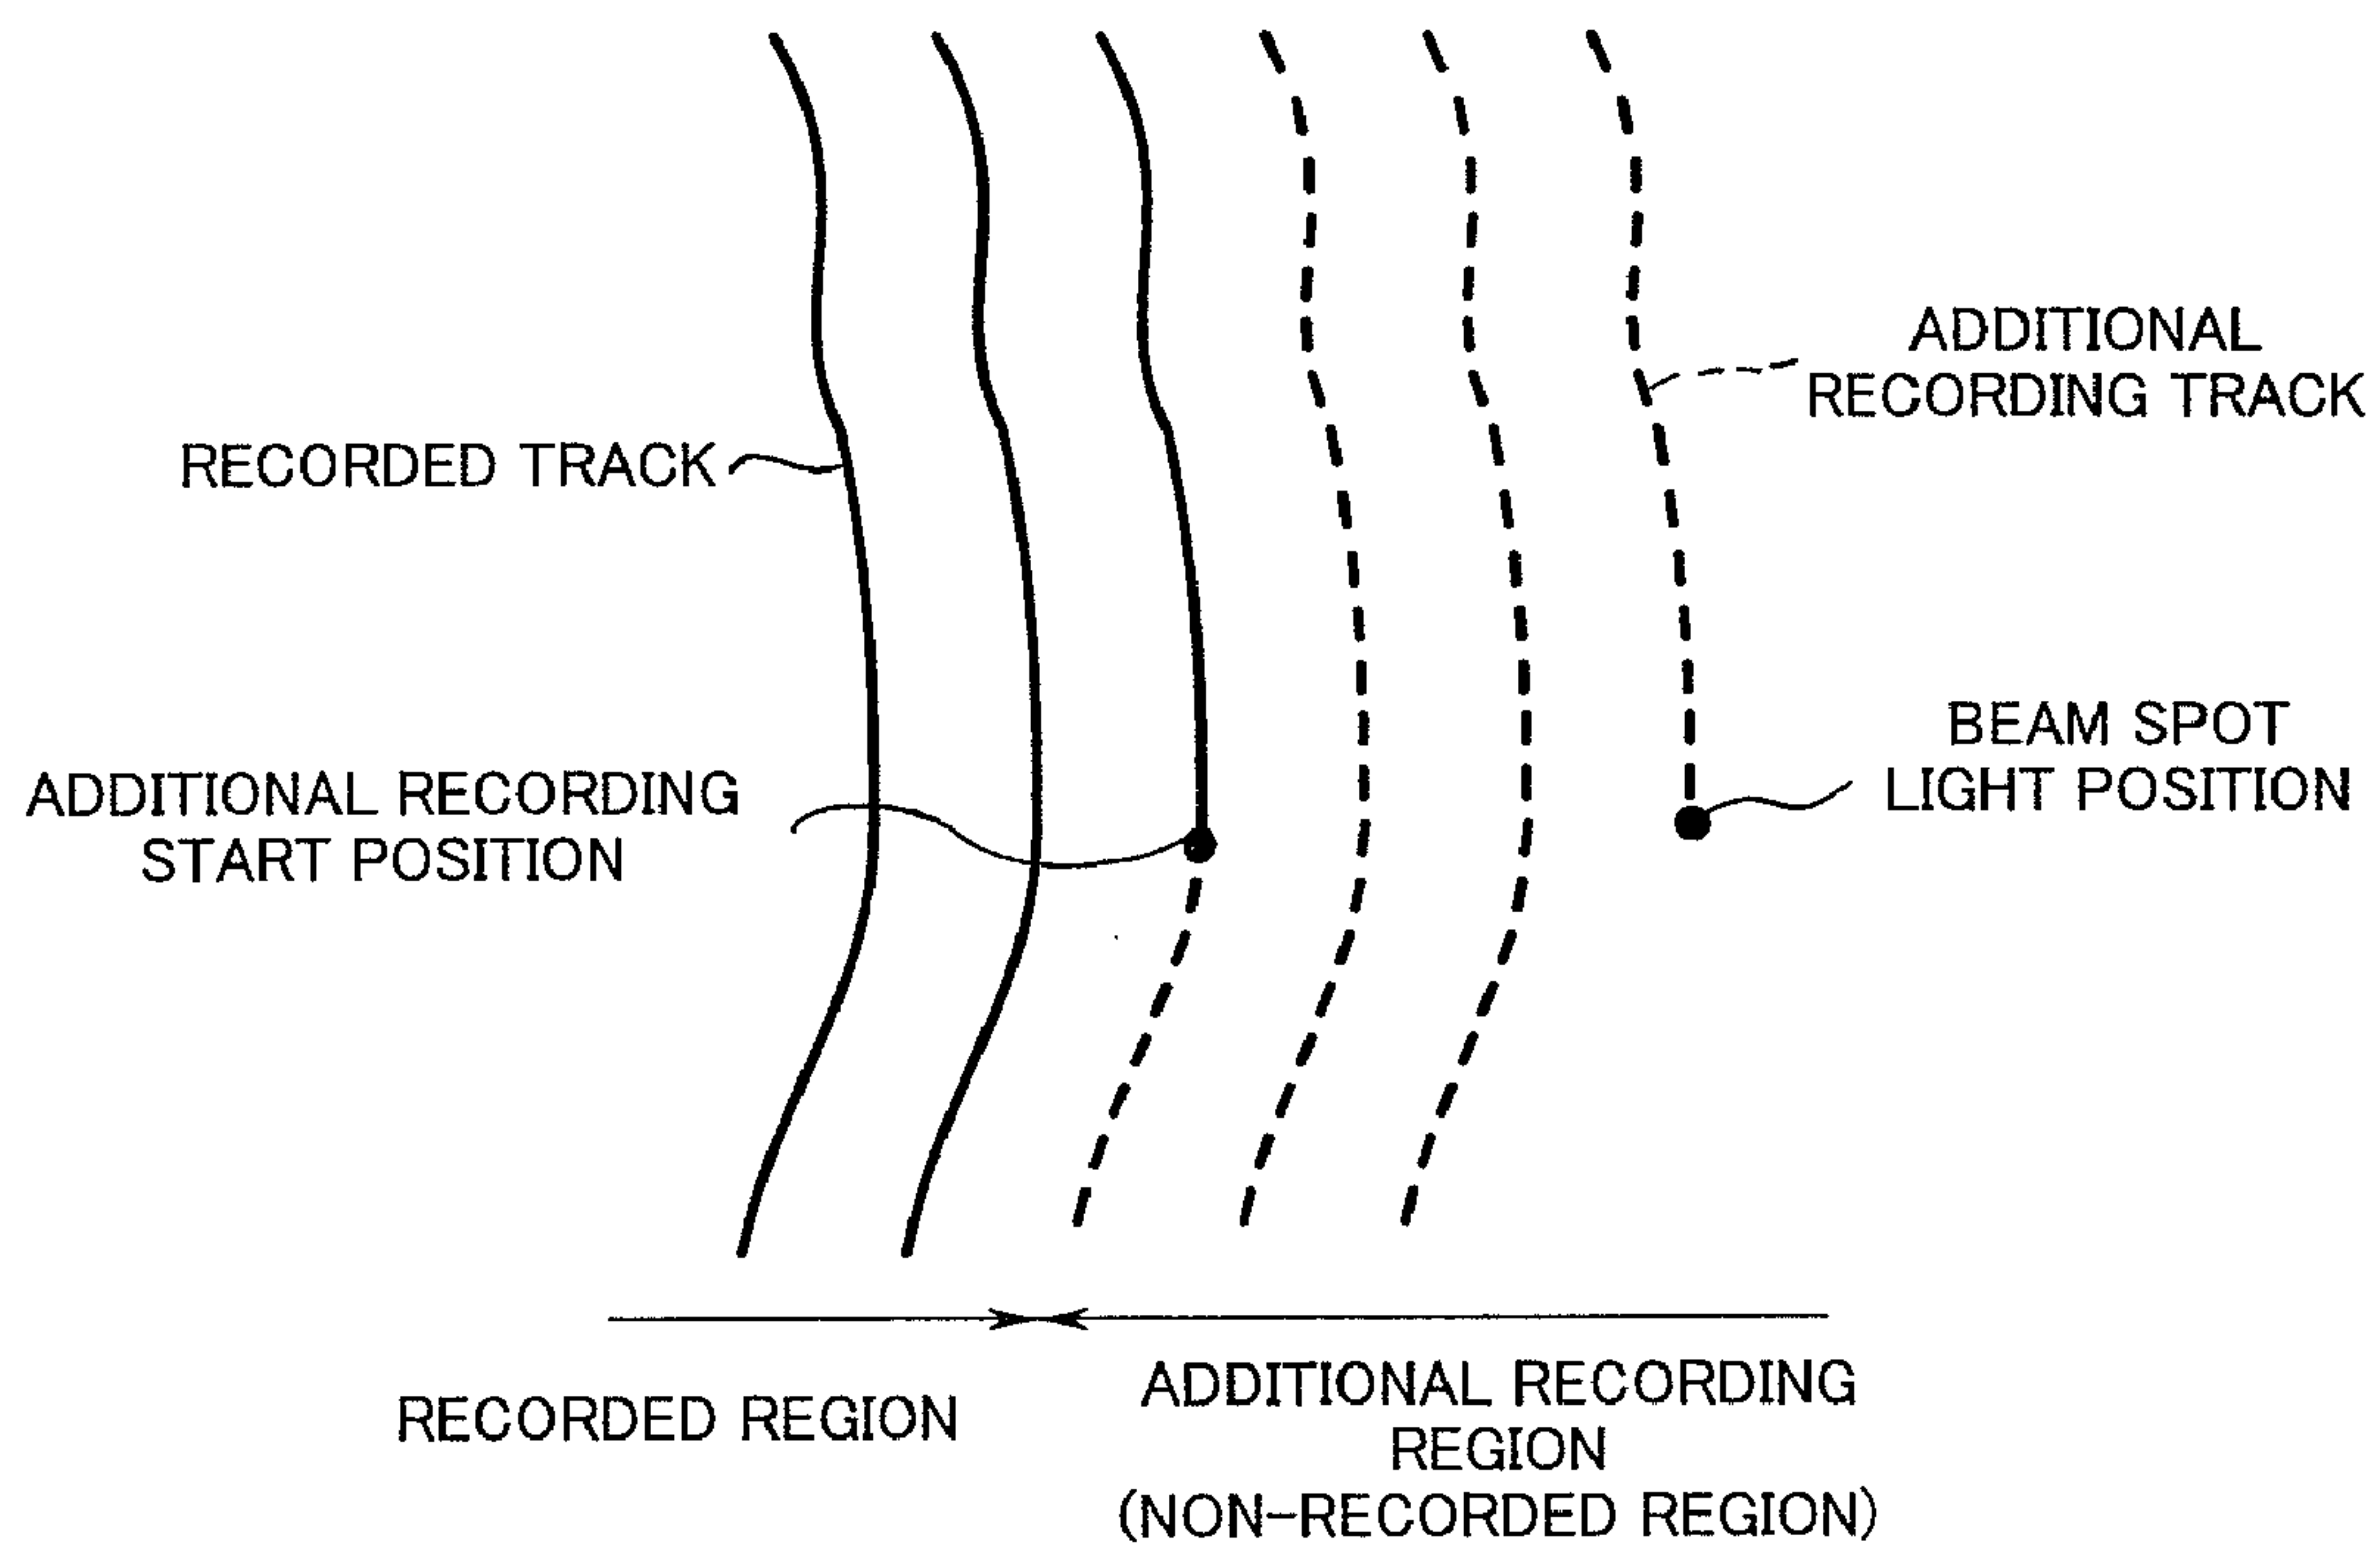 ADDITIONAL
RECORDING TRACK
RECORDED TRACK
BEAM SPOT
LIGHT POSITION
ADDITIONAL RECORDING
START POSITION
RECORDED REGION
ADDITIONAL RECORDING
REGION
(NON-RECORDED REGION)